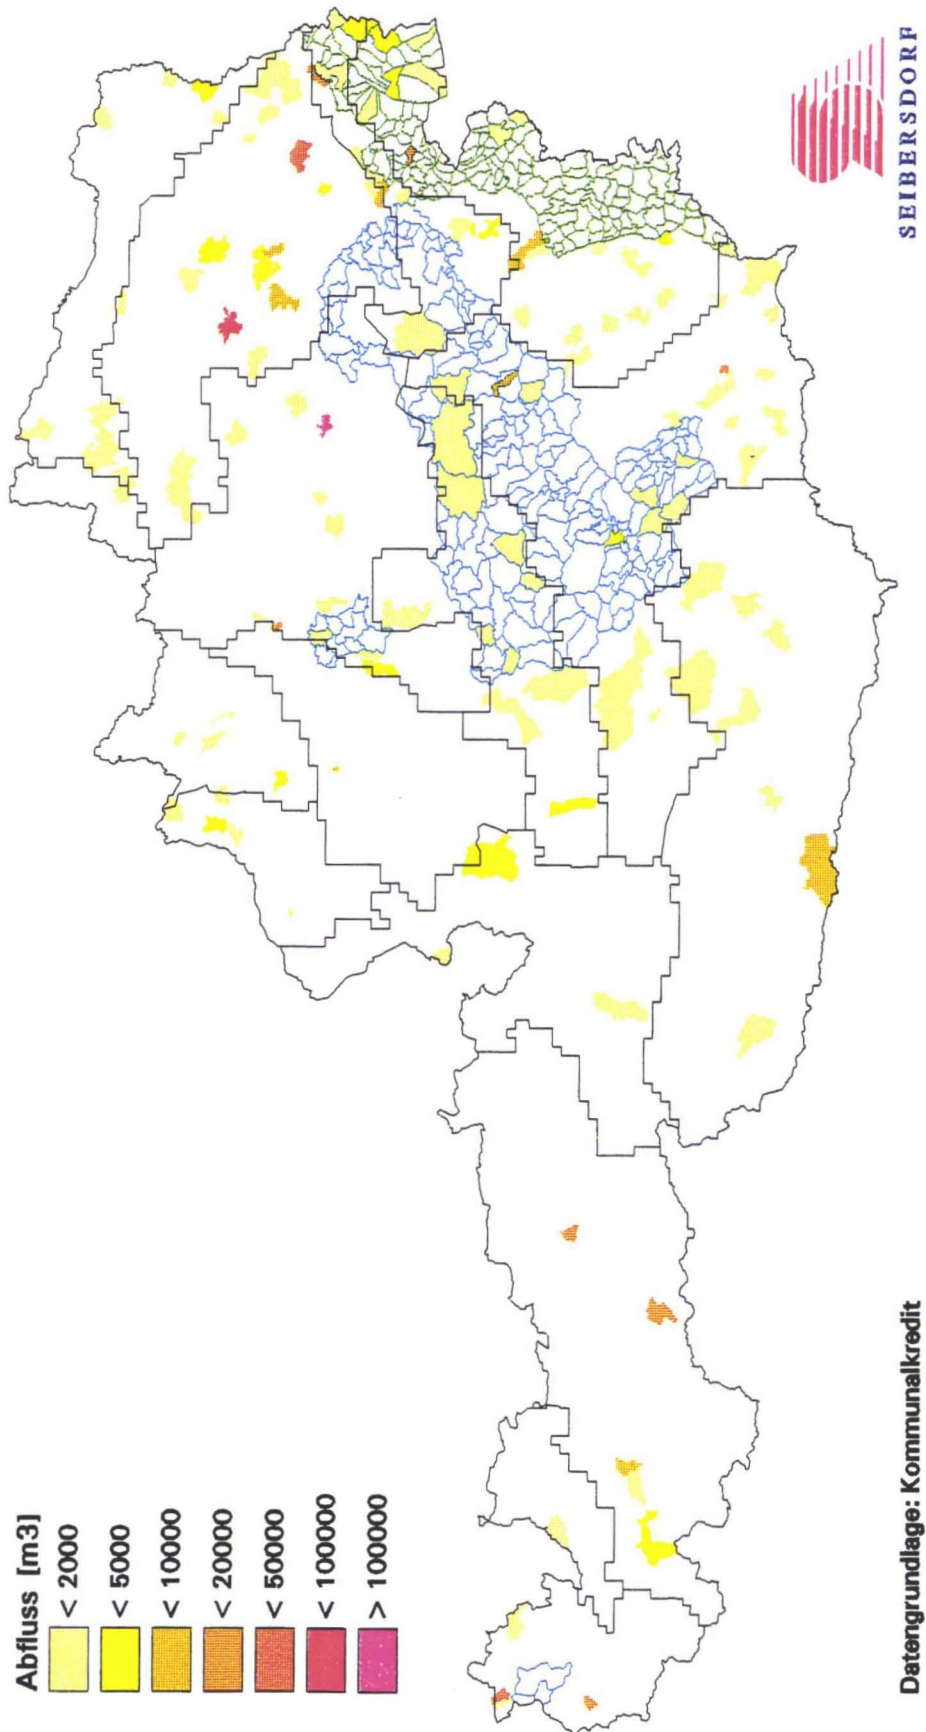 Abfluss [m3]
< 2000
< 5000
< 10000
< 20000
< 50000
< 100000
> 100000
Datengrundlage: Kommunalkredit
SEIBERSDORF